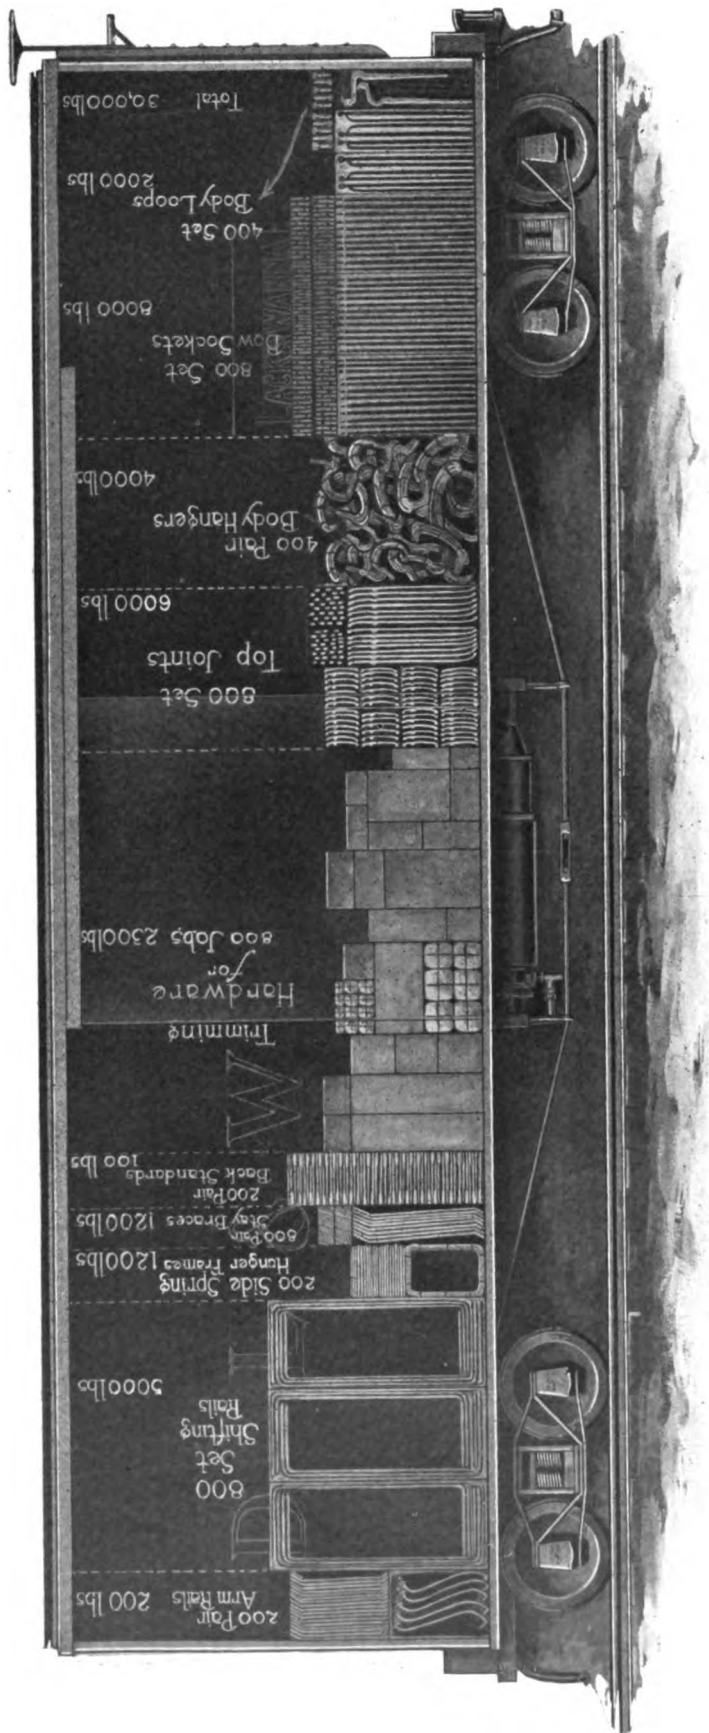 200 Pair
Arm Rails 200 lbs
D
800
Set
Shifting
Rails
5000lbs
200 Side Spring
Hunger Frames 1200lbs
800 Pair
Stay Braces 1200lbs
200 Pair
Back Standards
100 lbs
W
Trimming
Hardware
for
800 Jobs, 2300lbs
800 Set
Top Joints
6000 lbs
400 Pair
Body Hangers
4000lbs
800 Set
Bow Sockets
8000 lbs
400 Set
Body Loops
2000 lbs
Total 30,000lbs